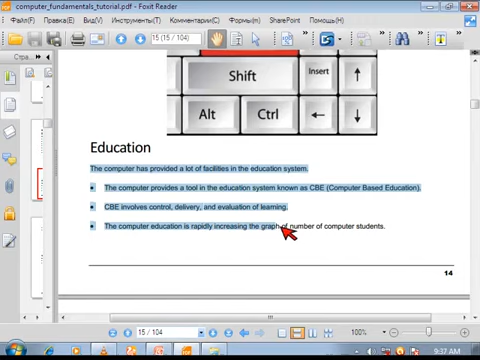 computer_fundamentals_tutorial.pdf - Foxit Reader
Файл(F) Правка(E) Вид(V) Инструменты(T) Комментарии(C) Формы(m) SharePoint Помощь(H)
15 (15 / 104)
Shift
Insert
Alt
Ctrl
Education
The computer has provided a lot of facilities in the education system.
• The computer provides a tool in the education system known as CBE (Computer Based Education).
• CBE involves control, delivery, and evaluation of learning.
• The computer education is rapidly increasing the graph of number of computer students.
14
15 / 104
100%
9:37 AM